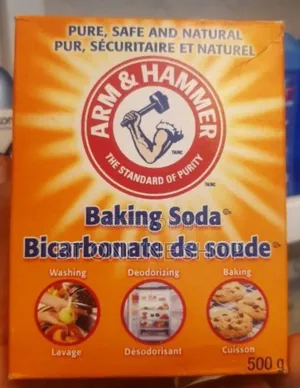 PURE, SAFE AND NATURAL
PUR, SÉCURITAIRE ET NATUREL
ARM & HAMMER
THE STANDARD OF PURITY
Baking Soda
Bicarbonate de soude
Washing Deodorizing Baking
Lavage Désodorisant Cuisson
500 g